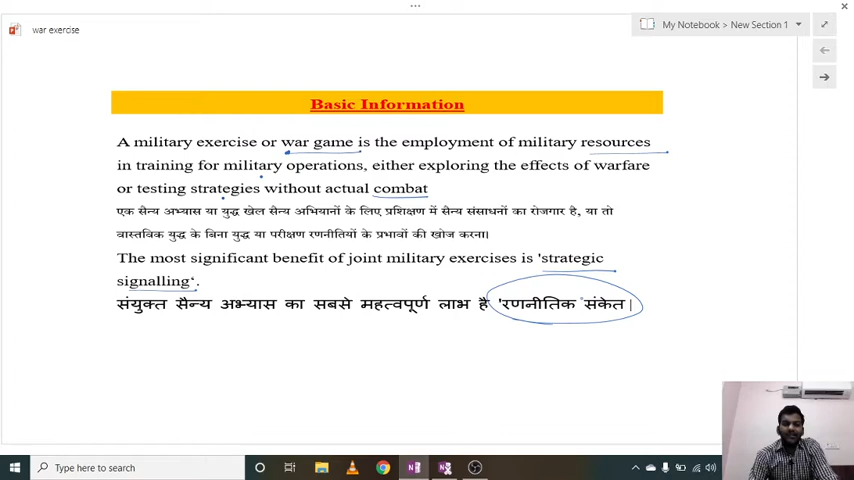 My Notebook > New Section 1
war exercise
Basic Information
A military exercise or war game is the employment of military resources
in training for military operations, either exploring the effects of warfare
or testing strategies without actual combat
एक सैन्य अभ्यास या युद्ध खेल सैन्य अभियानों के लिए प्रशिक्षण में सैन्य संसाधनों का रोजगार है, या तो
वास्तविक युद्ध के बिना युद्ध या परीक्षण रणनीतियों के प्रभावों की खोज करना।
The most significant benefit of joint military exercises is 'strategic
signalling'.
संयुक्त सैन्य अभ्यास का सबसे महत्वपूर्ण लाभ है 'रणनीतिक संकेत |
Type here to search